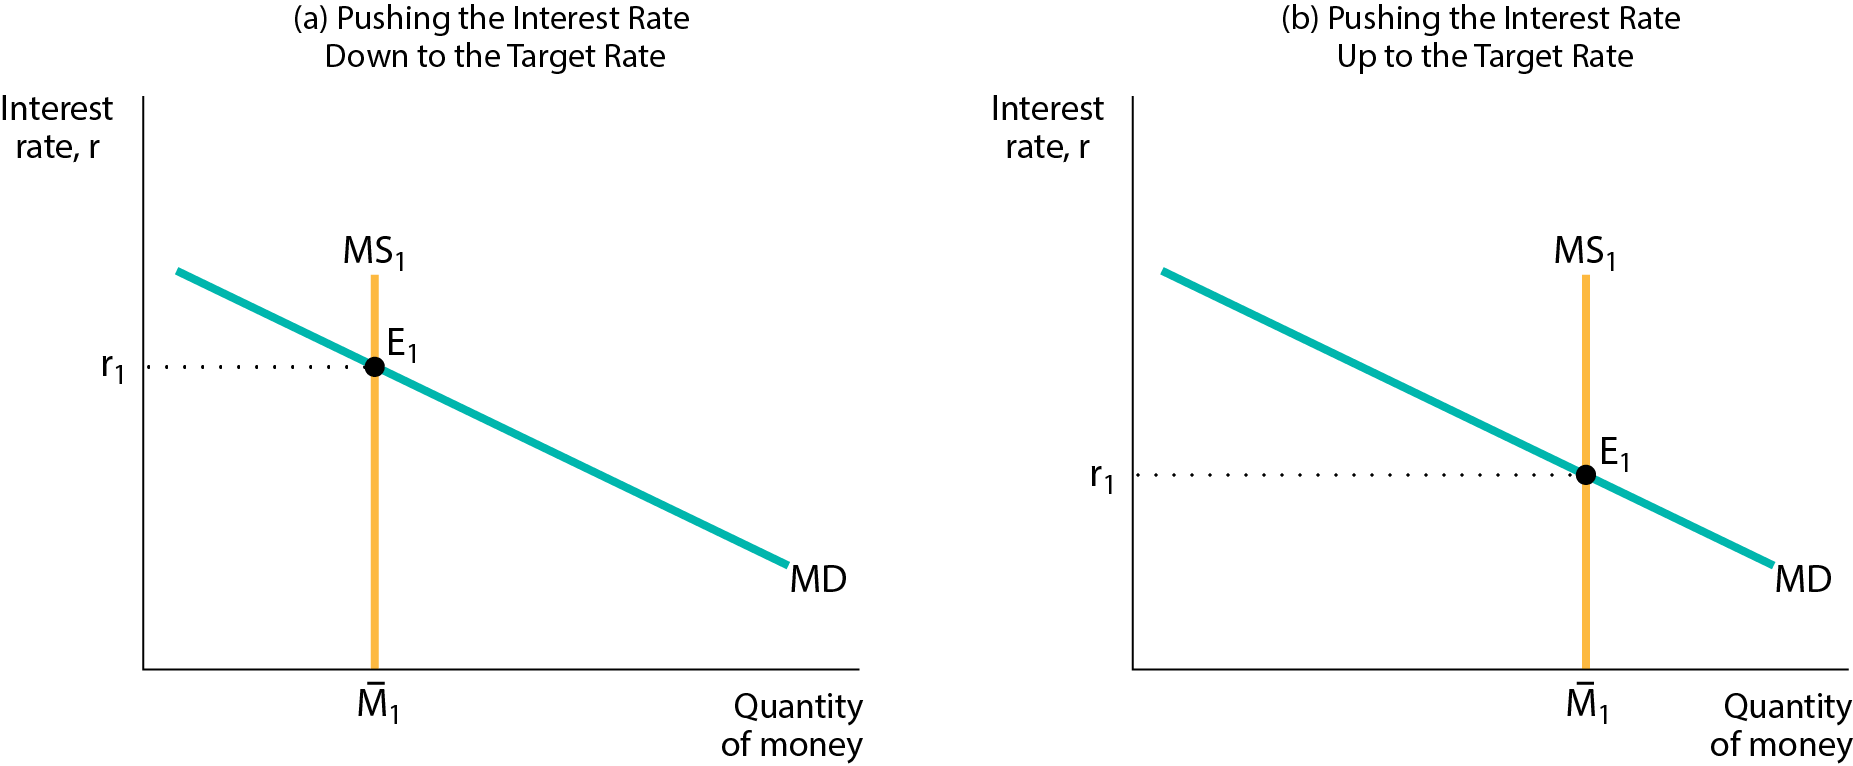 (a) Pushing the Interest Rate
Down to the Target Rate
Interest
rate, r
MS₁
E₁
r₁
MD
M̅₁
Quantity
of money
(b) Pushing the Interest Rate
Up to the Target Rate
Interest
rate, r
MS₁
E₁
r₁
MD
M̅₁
Quantity
of money